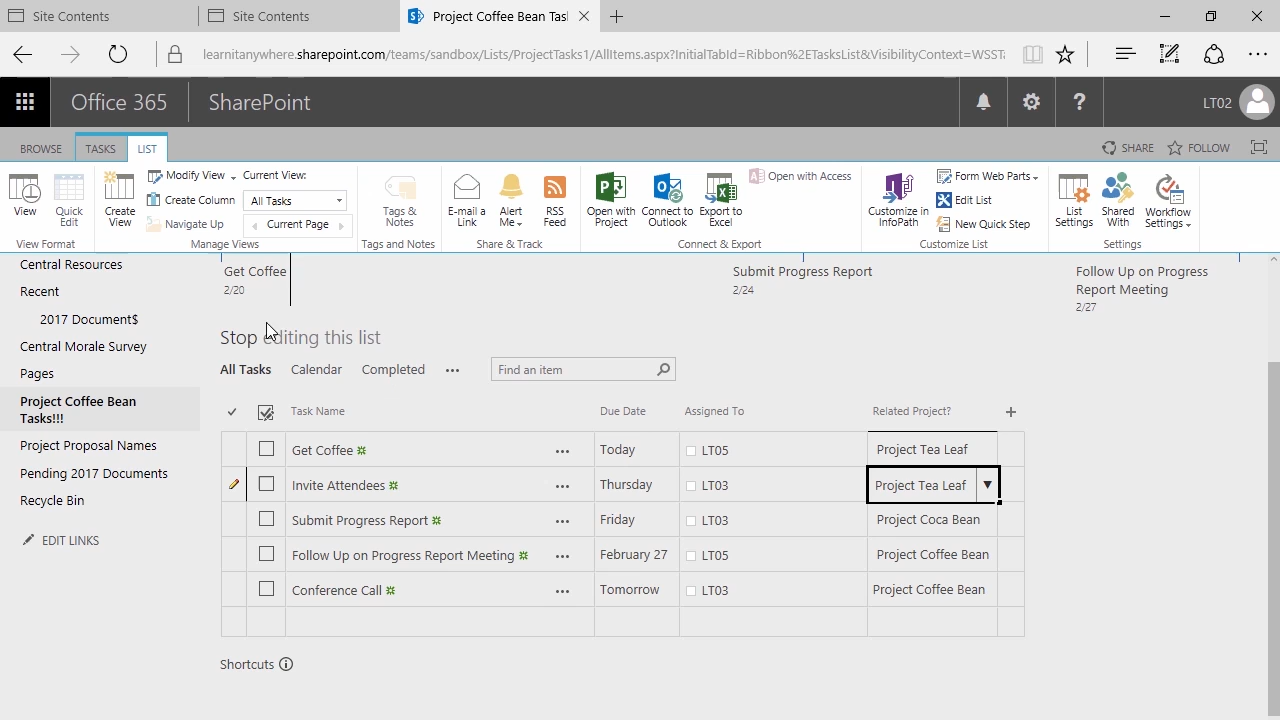 Site Contents
Site Contents
Project Coffee Bean Tas
learnitanywhere.sharepoint.com/teams/sandbox/Lists/ProjectTasks1/AllItems.aspx?InitialTabId=Ribbon%2ETasksList&VisibilityContext=WSSTa
Office 365
SharePoint
?
LT02
BROWSE
TASKS
LIST
SHARE
FOLLOW
View
Quick
Edit
View Format
Create
View
Modify View
Create Column
Navigate Up
Current View:
All Tasks
Current Page
Manage Views
Tags &
Notes
Tags and Notes
E-mail a
Link
Alert
Me
RSS
Feed
Share & Track
Open with
Project
Connect to
Outlook
Export to
Excel
Open with Access
Connect & Export
Customize in
InfoPath
Form Web Parts
Edit List
New Quick Step
Customize List
List
Settings
Shared
With
Workflow
Settings
Settings
Central Resources
Recent
2017 Document$
Central Morale Survey
Pages
Project Coffee Bean
Tasks!!!
Project Proposal Names
Pending 2017 Documents
Recycle Bin
EDIT LINKS
Get Coffee
2/20
Submit Progress Report
2/24
Follow Up on Progress
Report Meeting
2/27
Stop editing this list
All Tasks Calendar Completed ••• Find an item
Task Name Due Date Assigned To Related Project? +
Get Coffee ••• Today LT05 Project Tea Leaf
Invite Attendees ••• Thursday LT03 Project Tea Leaf
Submit Progress Report ••• Friday LT03 Project Coca Bean
Follow Up on Progress Report Meeting ••• February 27 LT05 Project Coffee Bean
Conference Call ••• Tomorrow LT03 Project Coffee Bean
Shortcuts